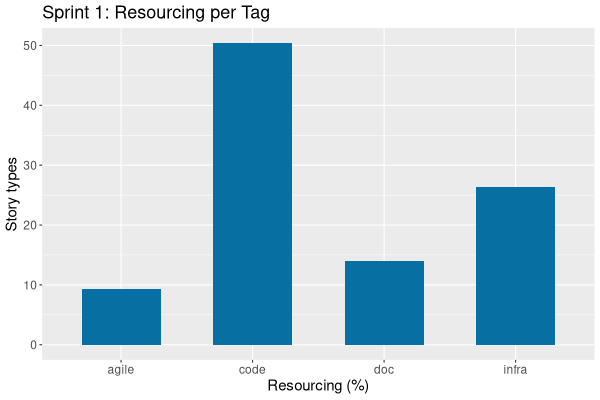 Sprint 1: Resourcing per Tag
Story types
50
40
30
20
10
0
agile code doc infra
Resourcing (%)